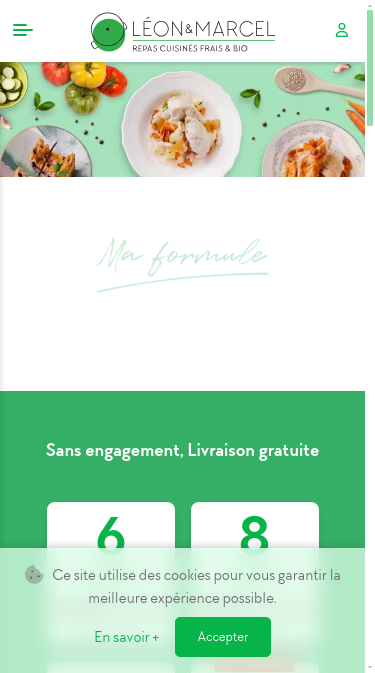 LÉON&MARCEL
REPAS CUISINÉS FRAIS & BIO
Ma formule
Sans engagement, Livraison gratuite
6
8
Ce site utilise des cookies pour vous garantir la
meilleure expérience possible.
En savoir +
Accepter